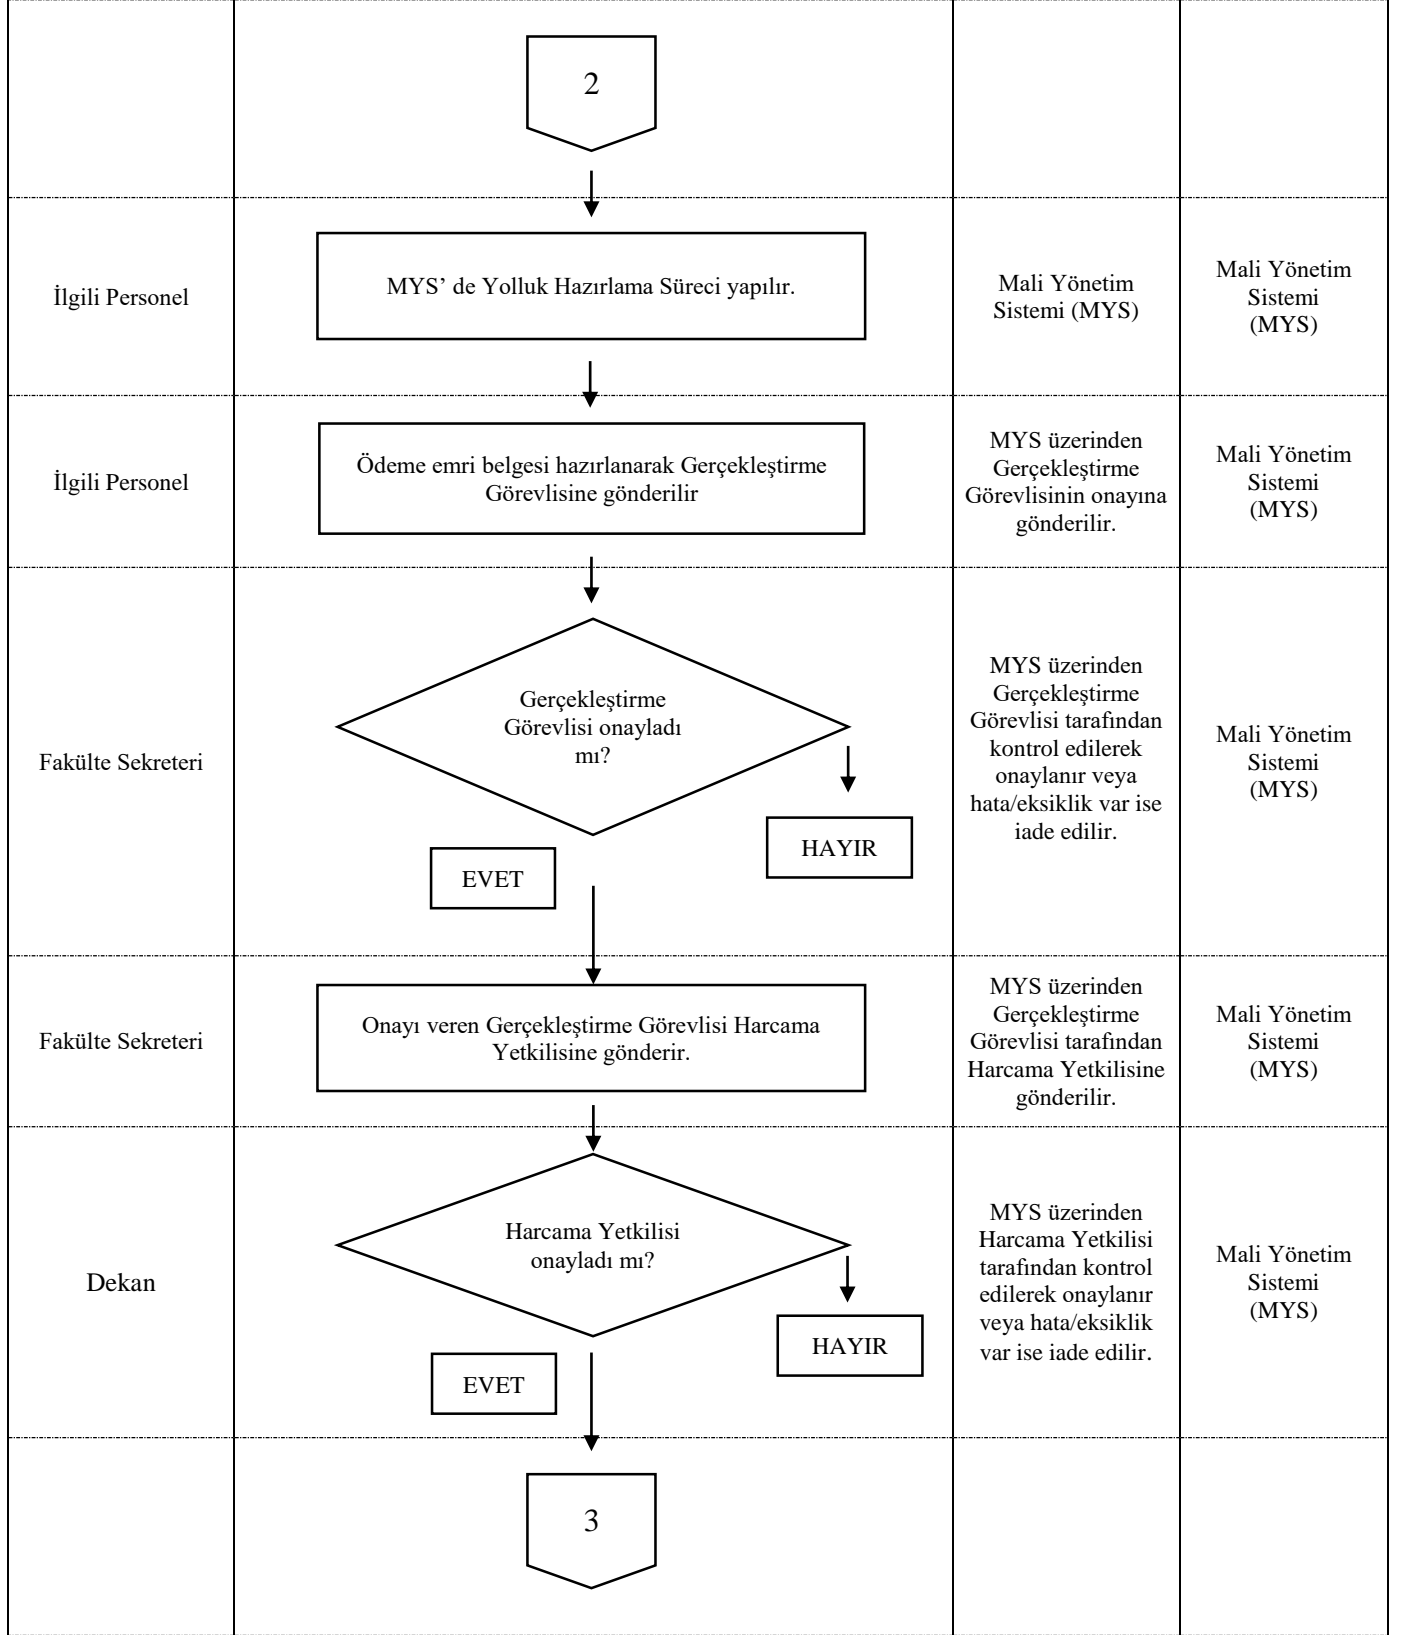 2
İlgili Personel
MYS’ de Yolluk Hazırlama Süreci yapılır.
Mali Yönetim
Sistemi (MYS)
Mali Yönetim
Sistemi
(MYS)
İlgili Personel
Ödeme emri belgesi hazırlanarak Gerçekleştirme
Görevlisine gönderilir
MYS üzerinden
Gerçekleştirme
Görevlisinin onayına
gönderilir.
Mali Yönetim
Sistemi
(MYS)
Fakülte Sekreteri
Gerçekleştirme
Görevlisi onayladı
mı?
HAYIR
EVET
MYS üzerinden
Gerçekleştirme
Görevlisi tarafından
kontrol edilerek
onaylanır veya
hata/eksiklik var ise
iade edilir.
Mali Yönetim
Sistemi
(MYS)
Fakülte Sekreteri
Onayı veren Gerçekleştirme Görevlisi Harcama
Yetkilisine gönderir.
MYS üzerinden
Gerçekleştirme
Görevlisi tarafından
Harcama Yetkilisine
gönderilir.
Mali Yönetim
Sistemi
(MYS)
Dekan
Harcama Yetkilisi
onayladı mı?
HAYIR
EVET
MYS üzerinden
Harcama Yetkilisi
tarafından kontrol
edilerek onaylanır
veya hata/eksiklik
var ise iade edilir.
Mali Yönetim
Sistemi
(MYS)
3